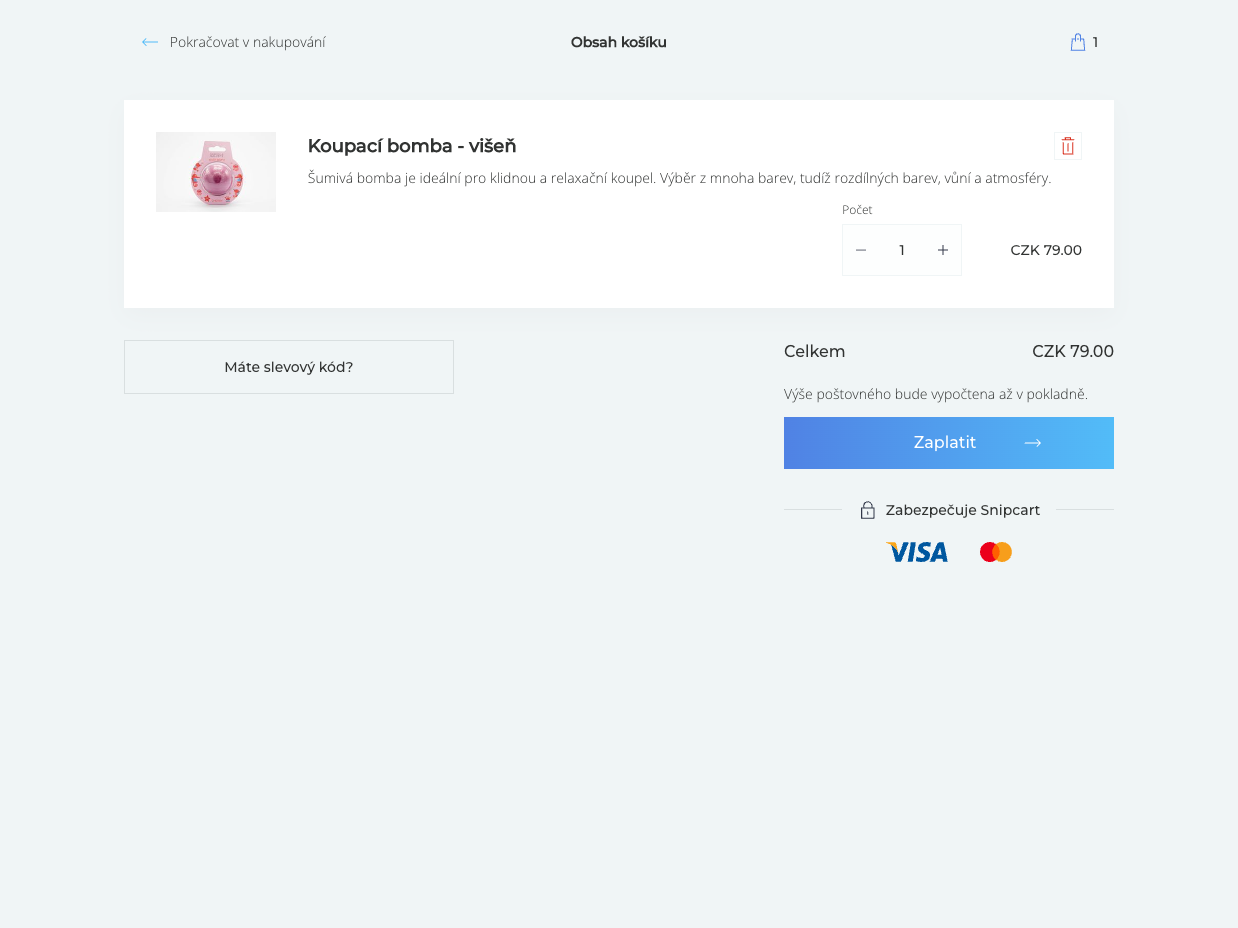 Pokračovat v nakupování
Obsah košíku
1
Koupací bomba - višeň
Šumivá bomba je ideální pro klidnou a relaxační koupel. Výběr z mnoha barev, tudíž rozdílných barev, vůní a atmosféry.
Počet
1
CZK 79.00
Máte slevový kód?
Celkem
CZK 79.00
Výše poštovného bude vypočtena až v pokladně.
Zaplatit
Zabezpečuje Snipcart
VISA